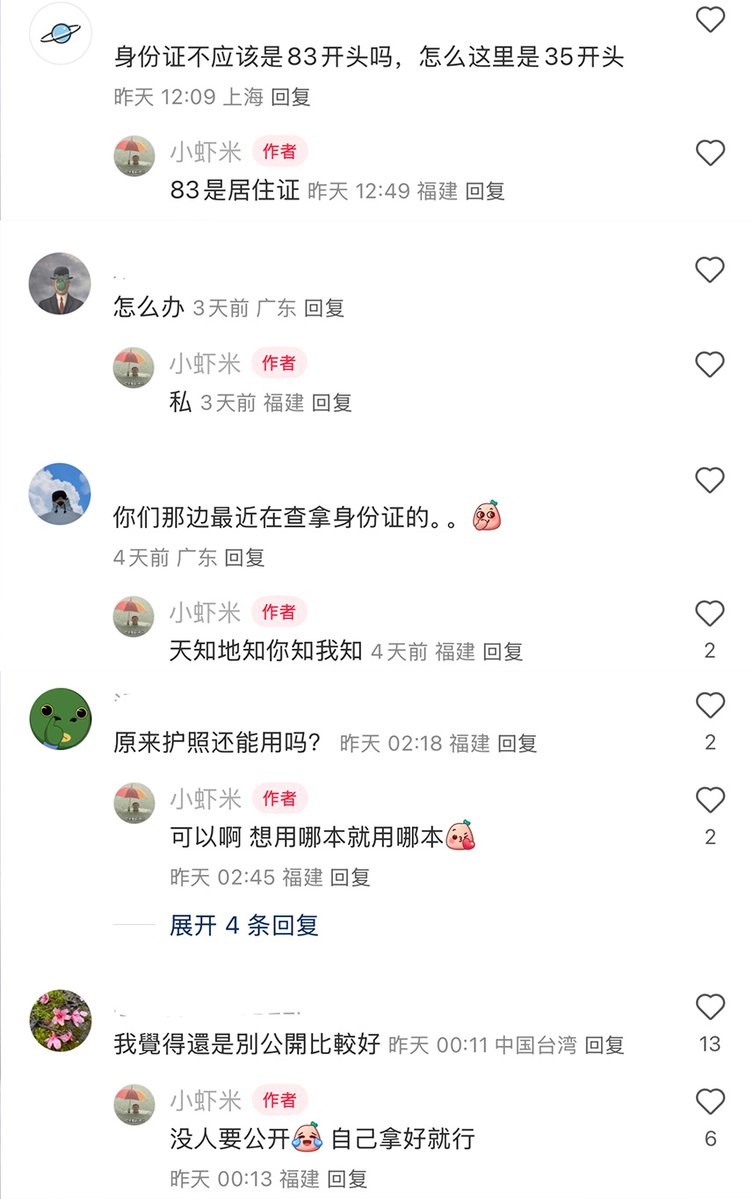 身份证不应该是83开头吗，怎么这里是35开头
昨天 12:09 上海 回复
小虾米 作者
83是居住证 昨天 12:49 福建 回复
怎么办 3天前 广东 回复
小虾米 作者
私 3天前 福建 回复
你们那边最近在查拿身份证的。。
4天前 广东 回复
小虾米 作者
天知地知你知我知 4天前 福建 回复
2
原来护照还能用吗？ 昨天 02:18 福建 回复
2
小虾米 作者
可以啊 想用哪本就用哪本
2
昨天 02:45 福建 回复
展开 4 条回复
我覺得還是別公開比較好 昨天 00:11 中国台湾 回复
13
小虾米 作者
没人要公开 自己拿好就行
6
昨天 00:13 福建 回复